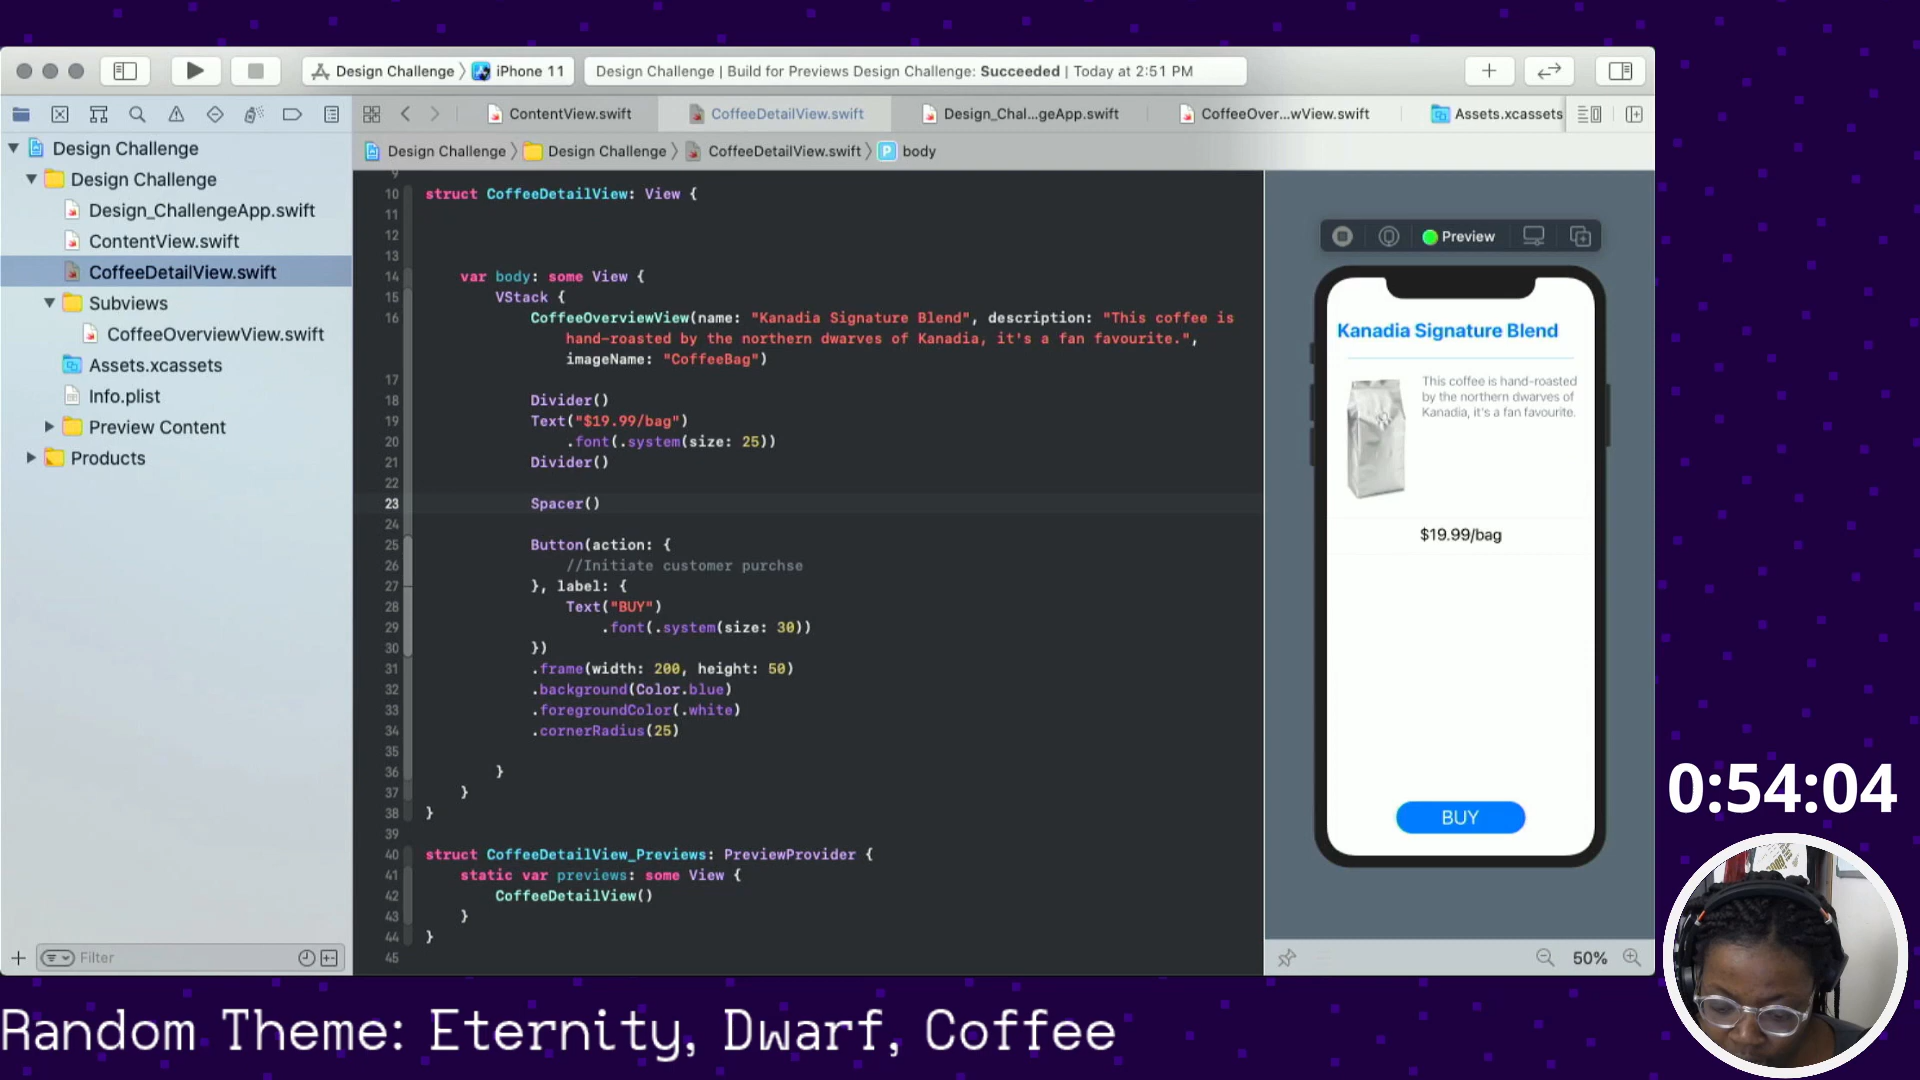 Design Challenge 〉 iPhone 11
Design Challenge | Build for Previews Design Challenge: Succeeded | Today at 2:51 PM
ContentView.swift
CoffeeDetailView.swift
Design_Chal...geApp.swift
CoffeeOver...wView.swift
Assets.xcassets
Design Challenge 〉 Design Challenge 〉 CoffeeDetailView.swift 〉 P body
Design Challenge
Design Challenge
Design_ChallengeApp.swift
ContentView.swift
CoffeeDetailView.swift
Subviews
CoffeeOverviewView.swift
Assets.xcassets
Info.plist
Preview Content
Products
Filter
9
10 struct CoffeeDetailView: View {
11
12
13
14 var body: some View {
15 VStack {
16 CoffeeOverviewView(name: "Kanadia Signature Blend", description: "This coffee is
hand-roasted by the northern dwarves of Kanadia, it's a fan favourite.",
imageName: "CoffeeBag")
17
18 Divider()
19 Text("$19.99/bag")
20 .font(.system(size: 25))
21 Divider()
22
23 Spacer()
24
25 Button(action: {
26 //Initiate customer purchse
27 }, label: {
28 Text("BUY")
29 .font(.system(size: 30))
30 })
31 .frame(width: 200, height: 50)
32 .background(Color.blue)
33 .foregroundColor(.white)
34 .cornerRadius(25)
35
36 }
37 }
38 }
39
40 struct CoffeeDetailView_Previews: PreviewProvider {
41 static var previews: some View {
42 CoffeeDetailView()
43 }
44 }
45
Preview
Kanadia Signature Blend
This coffee is hand-roasted
by the northern dwarves of
Kanadia, it's a fan favourite.
$19.99/bag
BUY
50%
0:54:04
Random Theme: Eternity, Dwarf, Coffee